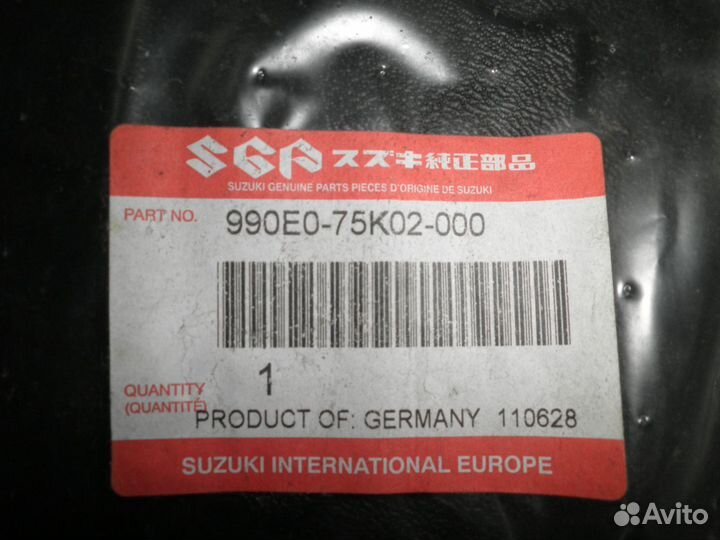 SGP スズキ純正部品
SUZUKI GENUINE PARTS PIECES D'ORIGINE DE SUZUKI
PART NO. 990E0-75K02-000
QUANTITY 1
(QUANTITÉ)
PRODUCT OF: GERMANY 110628
SUZUKI INTERNATIONAL EUROPE
Avito